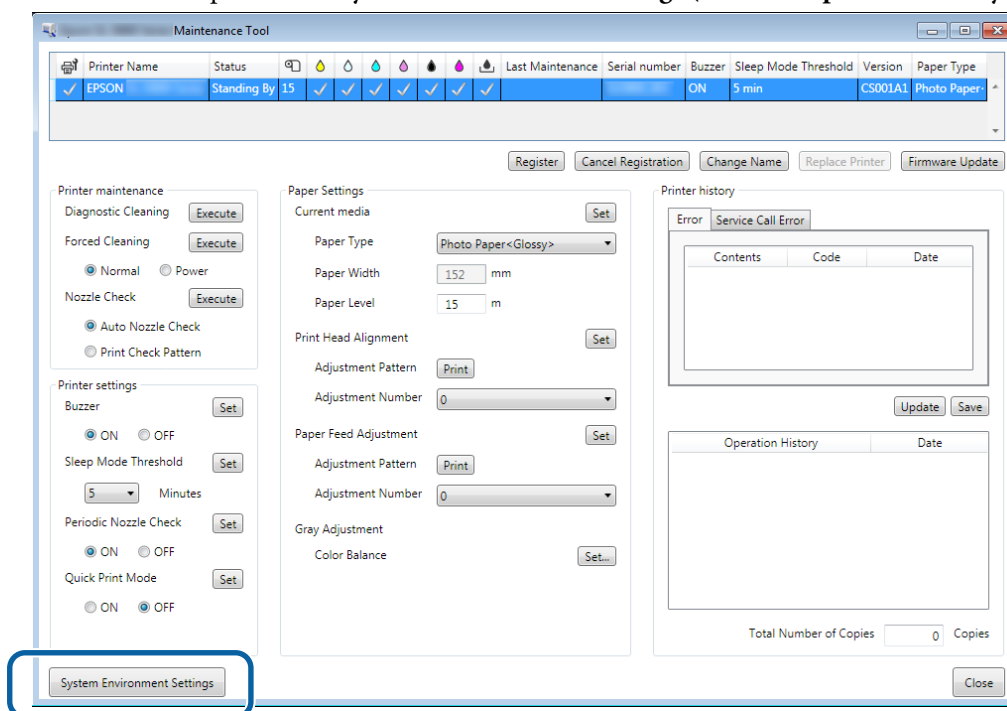 Maintenance Tool
Printer Name Status Last Maintenance Serial number Buzzer Sleep Mode Threshold Version Paper Type
EPSON Standing By 15 ON 5 min CS001A1 Photo Paper
Register Cancel Registration Change Name Replace Printer Firmware Update
Printer maintenance
Diagnostic Cleaning Execute
Forced Cleaning Execute
Normal Power
Nozzle Check Execute
Auto Nozzle Check
Print Check Pattern
Printer settings
Buzzer Set
ON OFF
Sleep Mode Threshold Set
5 Minutes
Periodic Nozzle Check Set
ON OFF
Quick Print Mode Set
ON OFF
Paper Settings
Current media Set
Paper Type Photo Paper<Glossy>
Paper Width 152 mm
Paper Level 15 m
Print Head Alignment Set
Adjustment Pattern Print
Adjustment Number 0
Paper Feed Adjustment Set
Adjustment Pattern Print
Adjustment Number 0
Gray Adjustment
Color Balance Set...
Printer history
Error Service Call Error
Contents Code Date
Update Save
Operation History Date
Total Number of Copies 0 Copies
System Environment Settings Close